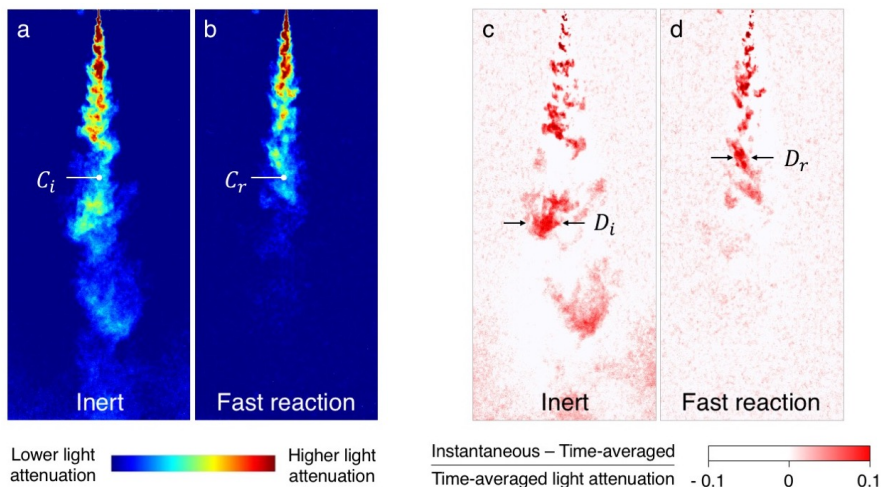 a
b
c
d
C_i
C_r
D_r
D_i
Inert
Fast reaction
Inert
Fast reaction
Lower light
attenuation
Higher light
attenuation
Instantaneous – Time-averaged
Time-averaged light attenuation
- 0.1
0
0.1